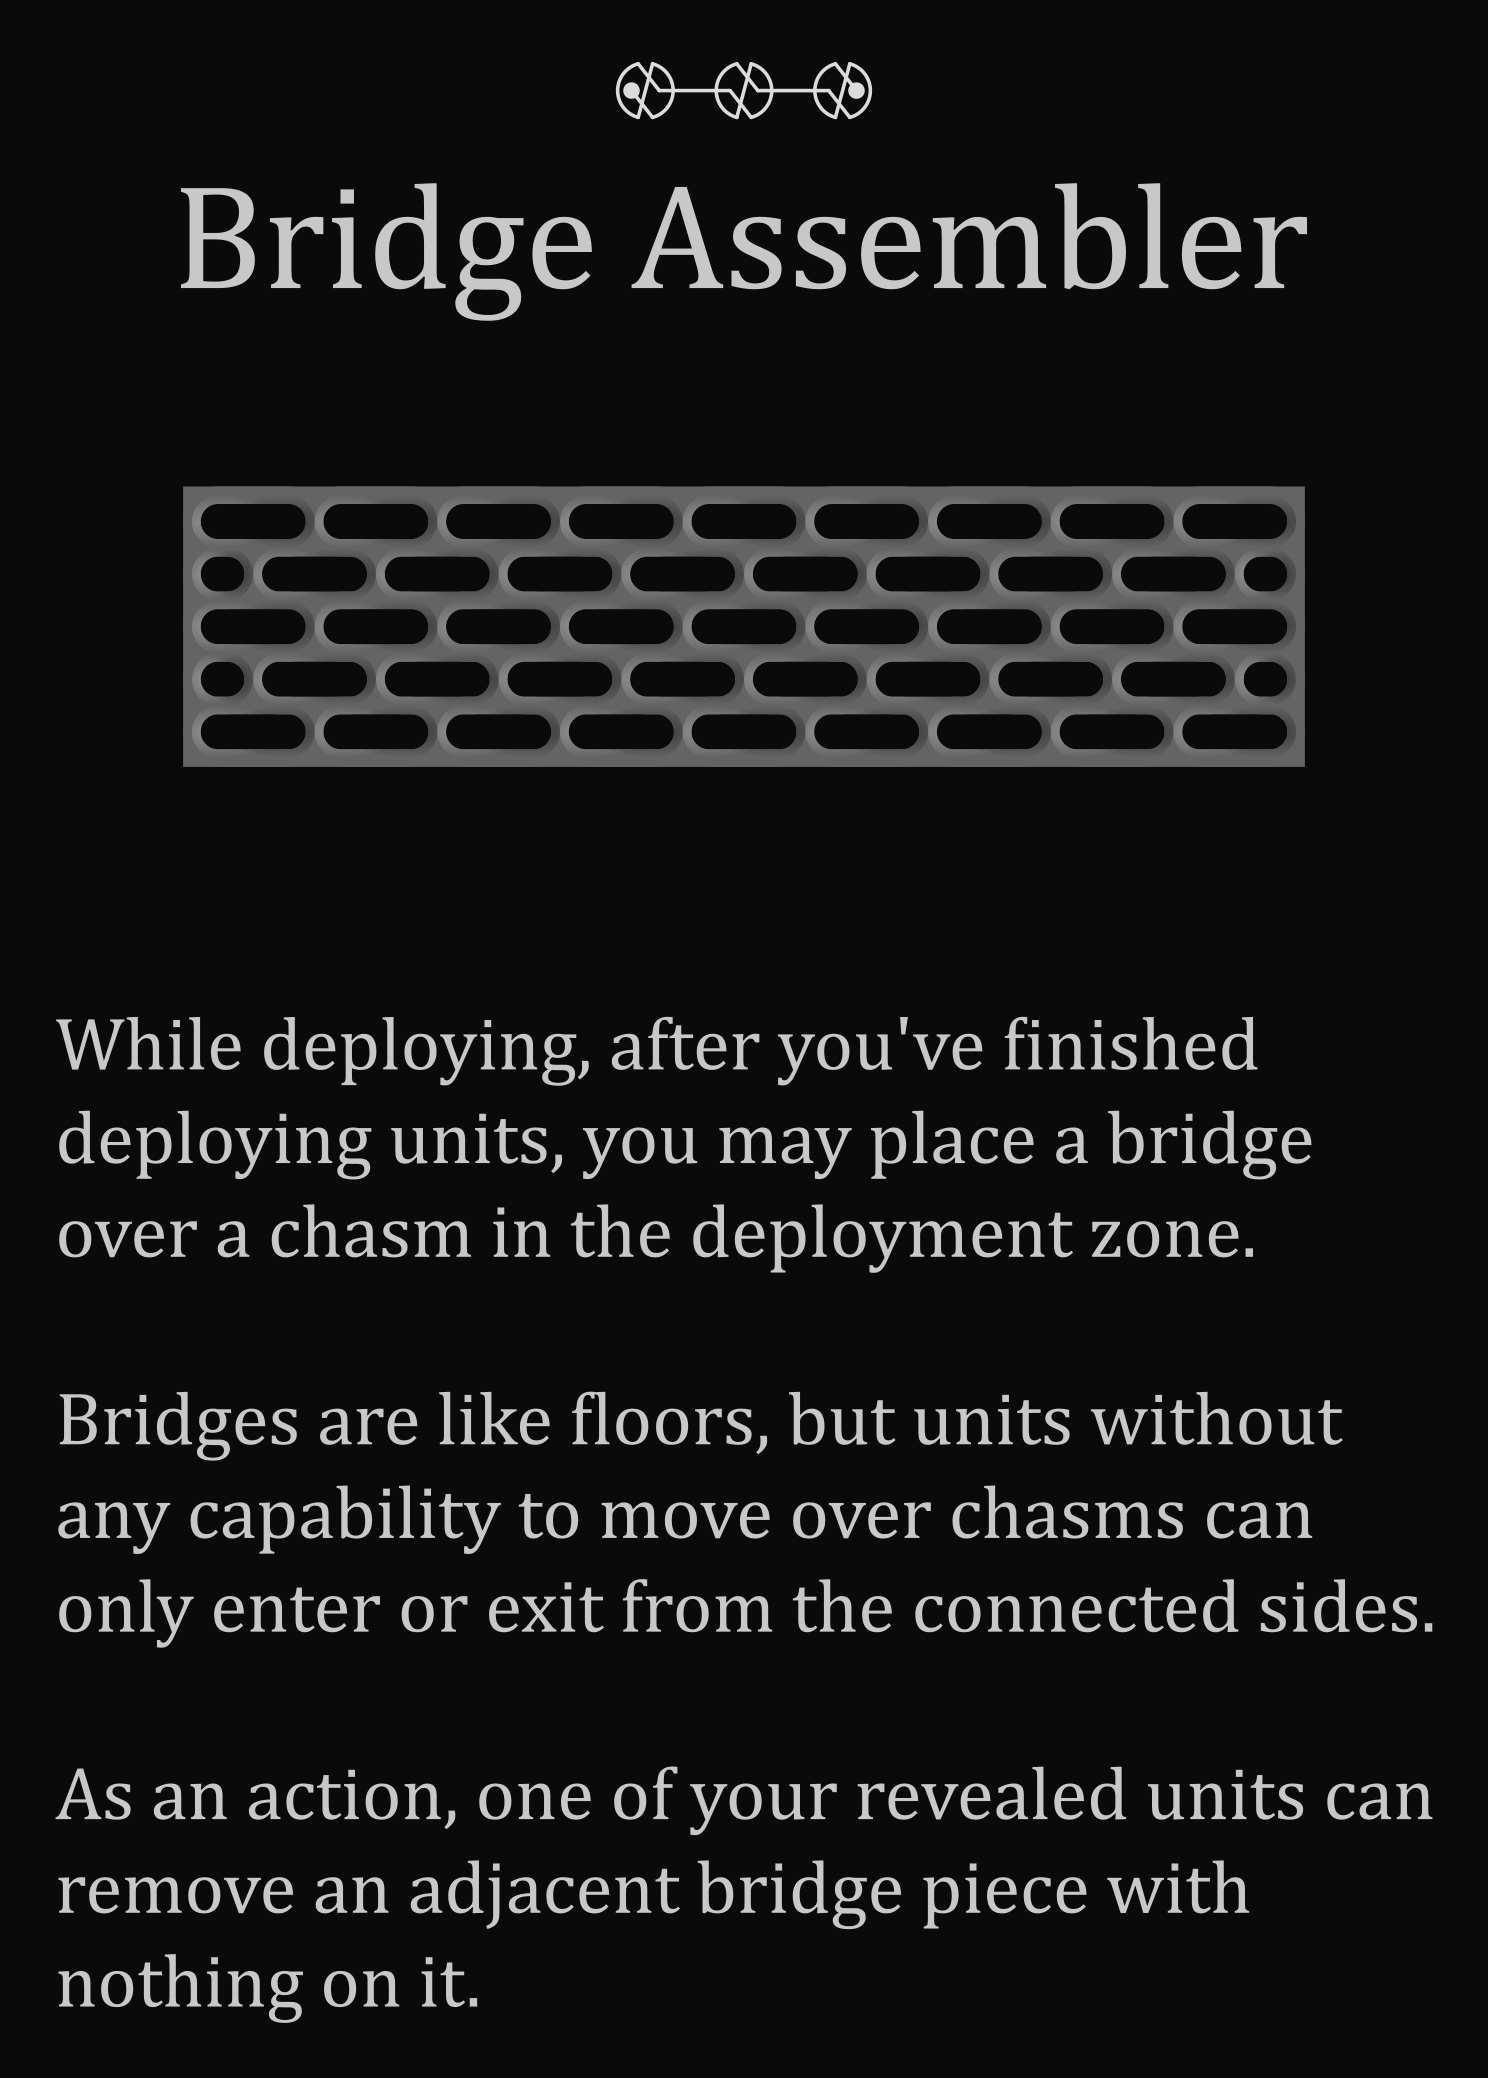 Bridge Assembler
While deploying, after you've finished
deploying units, you may place a bridge
over a chasm in the deployment zone.
Bridges are like floors, but units without
any capability to move over chasms can
only enter or exit from the connected sides.
As an action, one of your revealed units can
remove an adjacent bridge piece with
nothing on it.